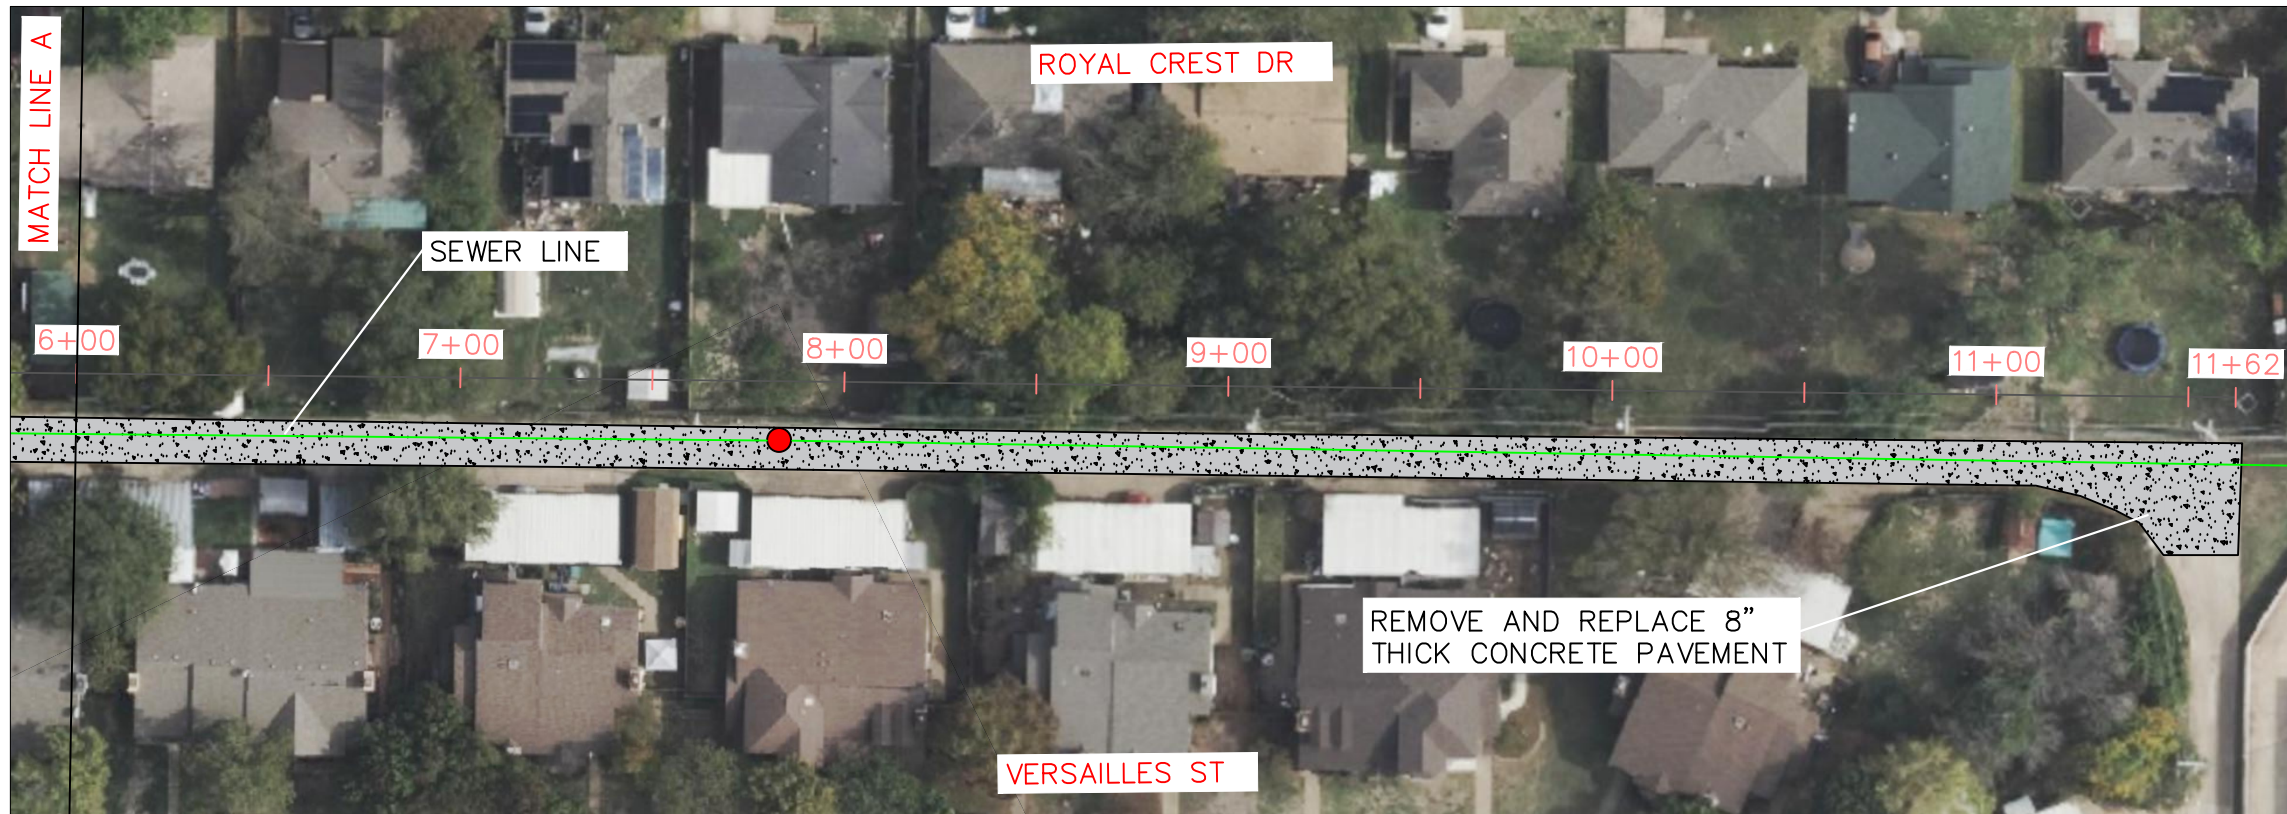 MATCH LINE A
ROYAL CREST DR
SEWER LINE
6+00
7+00
8+00
9+00
10+00
11+00
11+62
REMOVE AND REPLACE 8”
THICK CONCRETE PAVEMENT
VERSAILLES ST